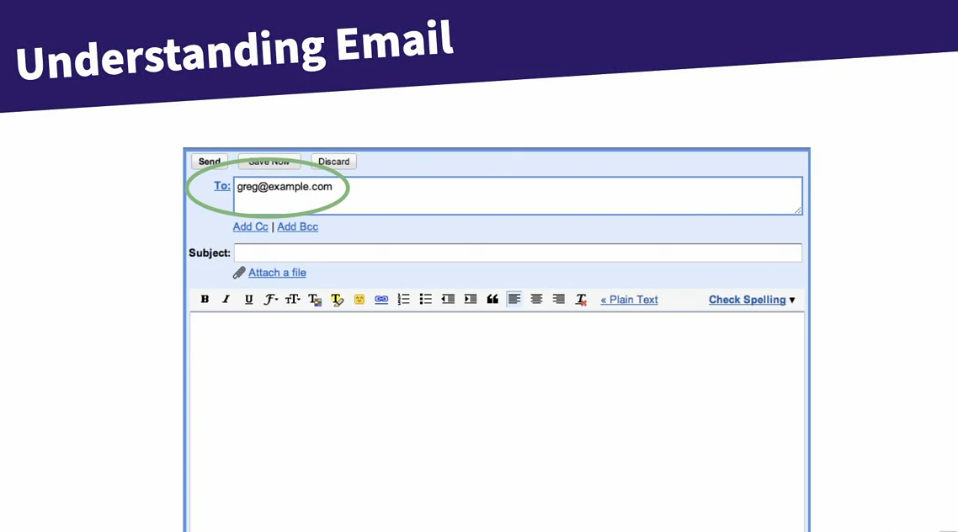 Understanding Email
Send Save Now Discard
To: greg@example.com
Add Cc | Add Bcc
Subject:
Attach a file
B I U « Plain Text Check Spelling ▼